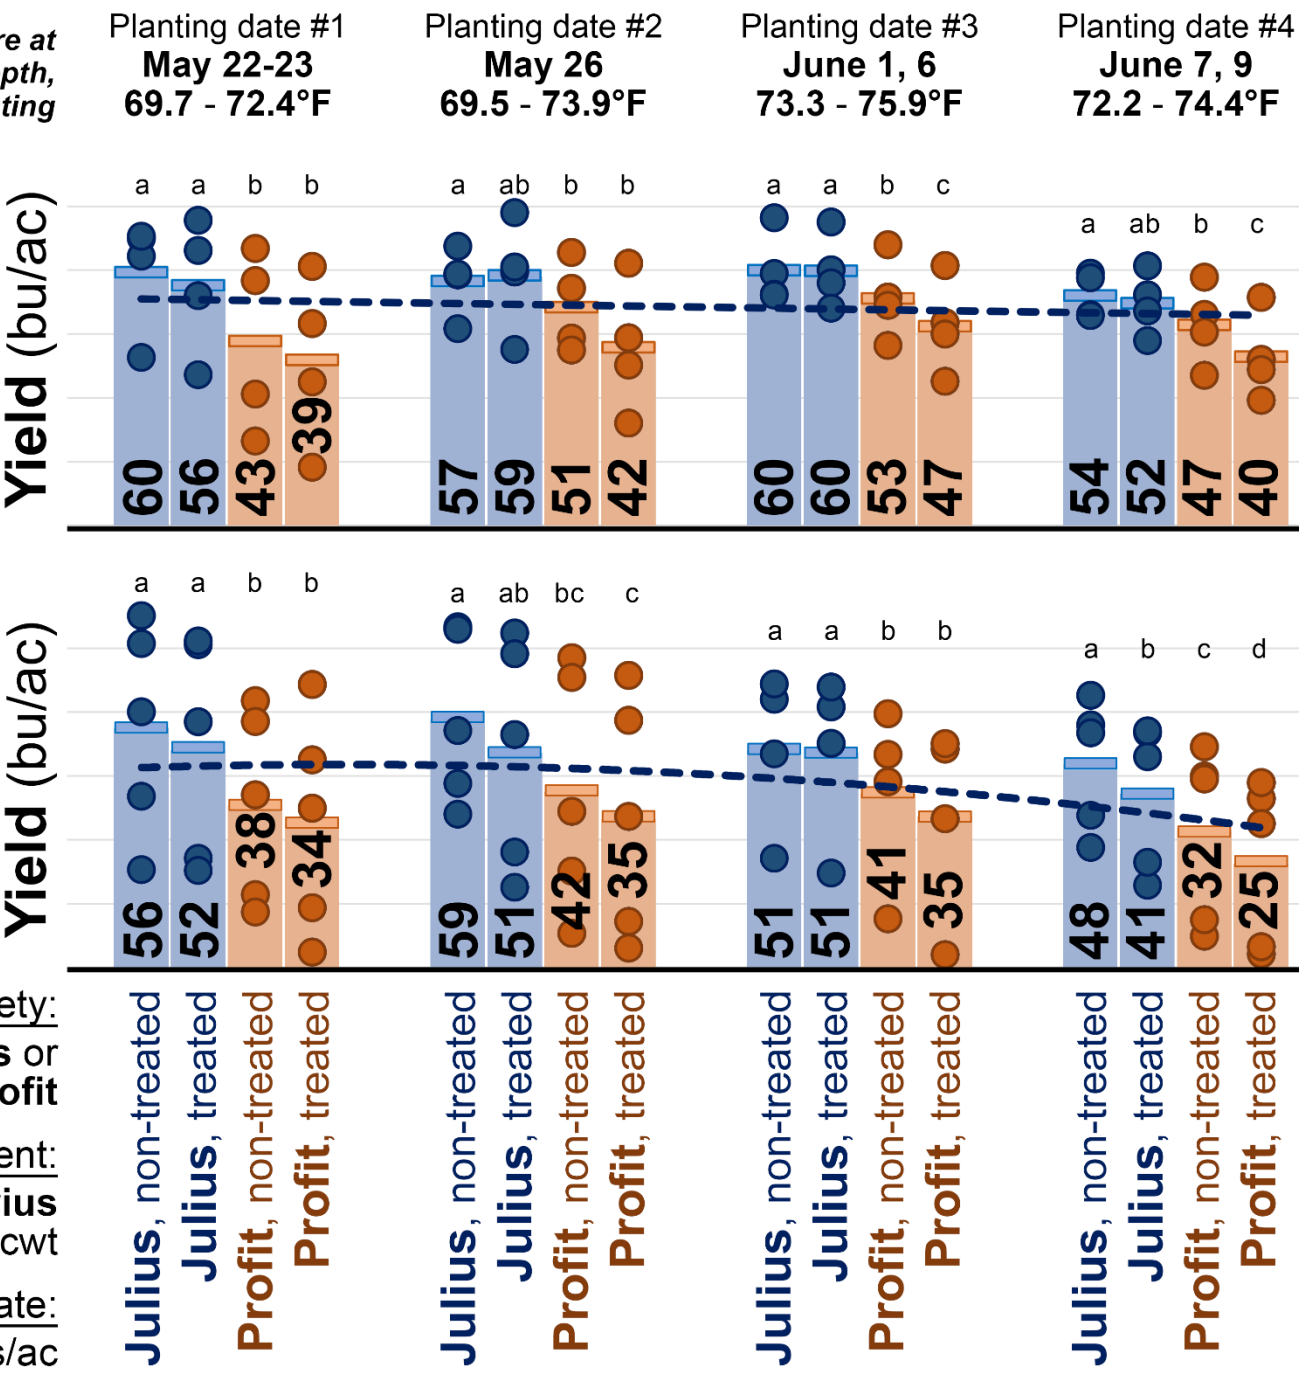 Planting date #1 Planting date #2 Planting date #3 Planting date #4
re at May 22-23 May 26 June 1, 6 June 7, 9
pth,
ting 69.7 - 72.4°F 69.5 - 73.9°F 73.3 - 75.9°F 72.2 - 74.4°F
a a b b a ab b b a a b c a ab b c
Yield (bu/ac)
60 56 43 39 57 59 51 42 60 60 53 47 54 52 47 40
a a b b a ab bc c a a b b a b c d
Yield (bu/ac)
56 52 38 34 59 51 42 35 51 51 41 35 48 41 32 25
ety:
s or
ofit
ent:
ius
cwt
ate:
s/ac
Julius, non-treated
Julius, treated
Profit, non-treated
Profit, treated
Julius, non-treated
Julius, treated
Profit, non-treated
Profit, treated
Julius, non-treated
Julius, treated
Profit, non-treated
Profit, treated
Julius, non-treated
Julius, treated
Profit, non-treated
Profit, treated